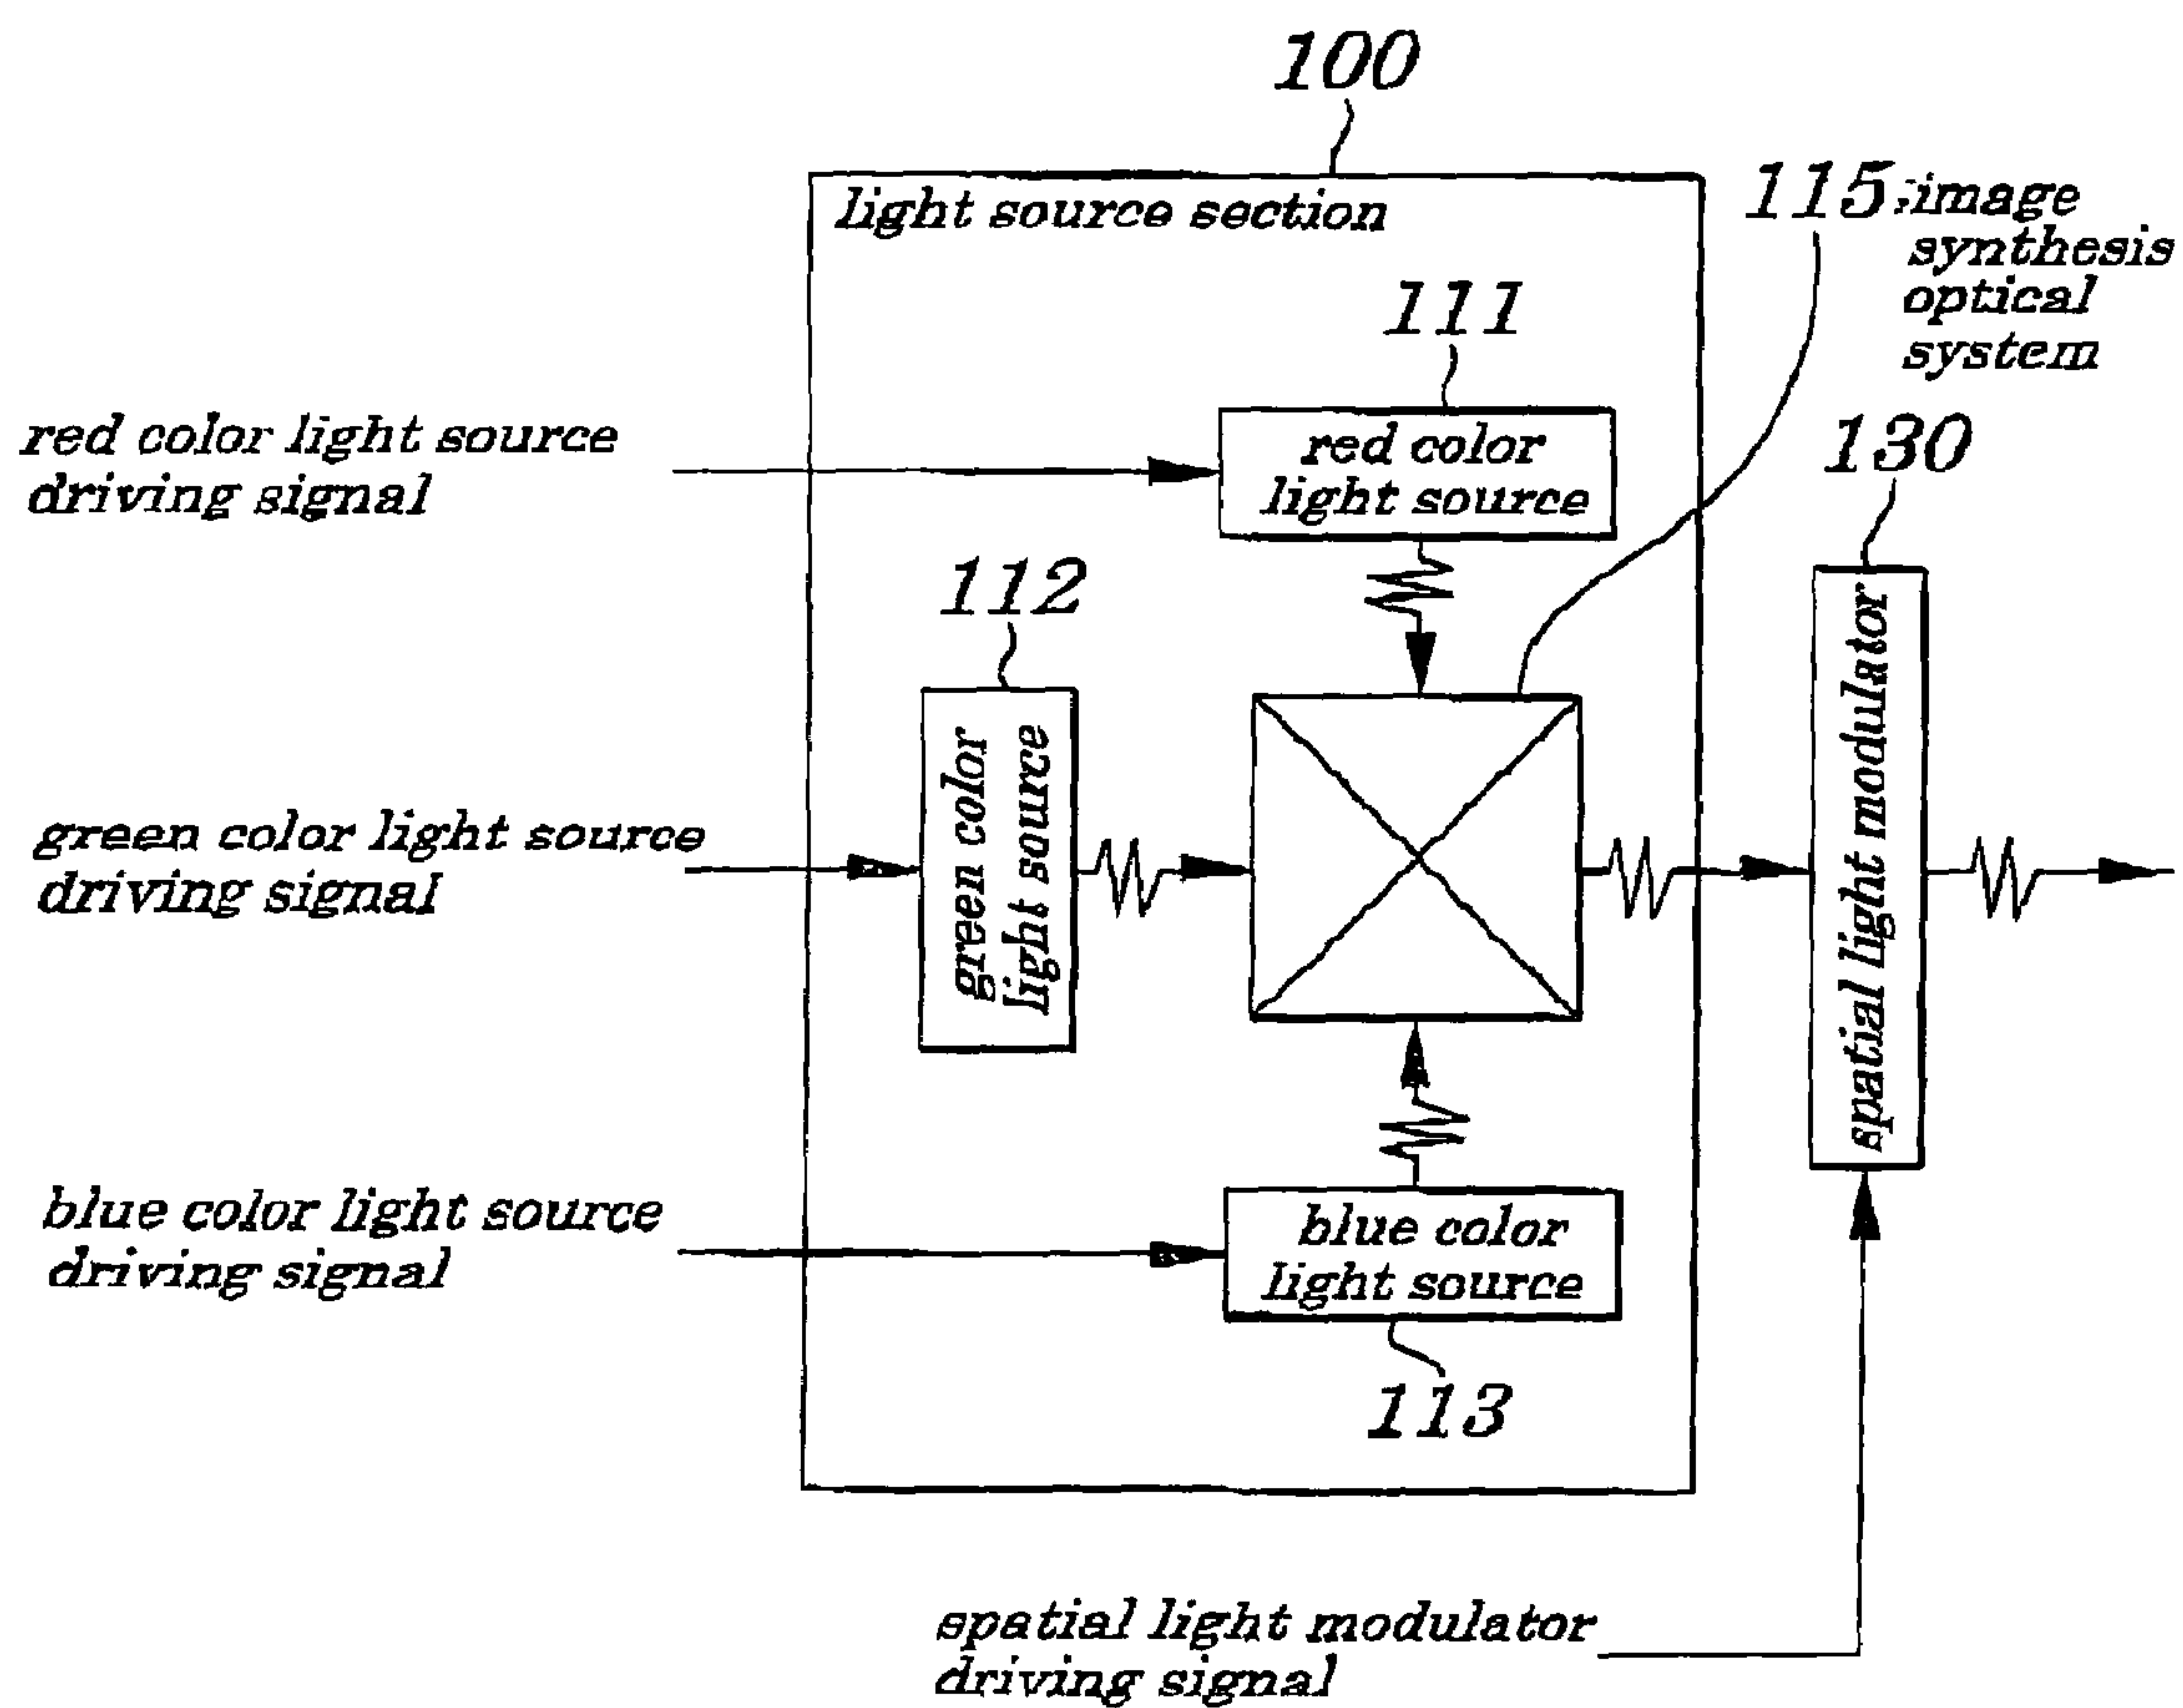 100
light source section
115:image
synthesis
optical
system
111
red color light source
driving signal
red color
light source
130
112
green color
light source
spatial light modulator
green color light source
driving signal
blue color light source
driving signal
blue color
light source
113
spatial light modulator
driving signal